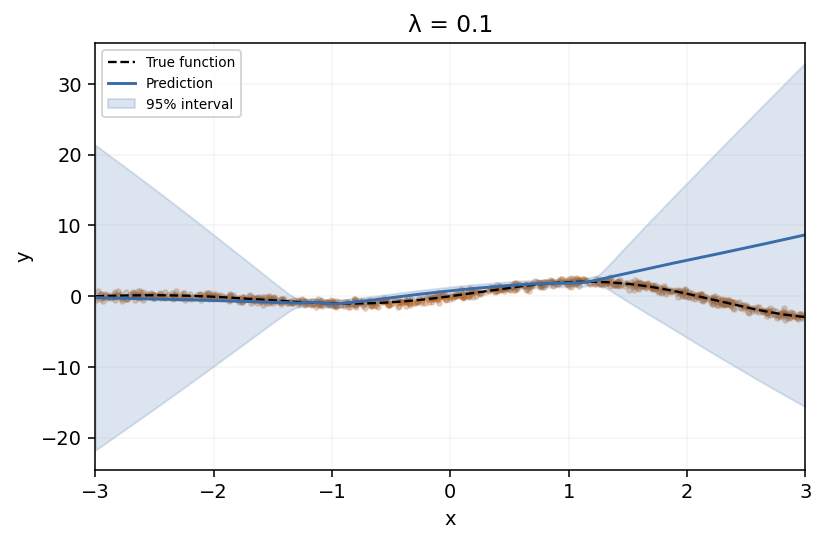 λ = 0.1
True function
Prediction
95% interval
30
20
10
0
−10
−20
y
−3
−2
−1
0
1
2
3
x